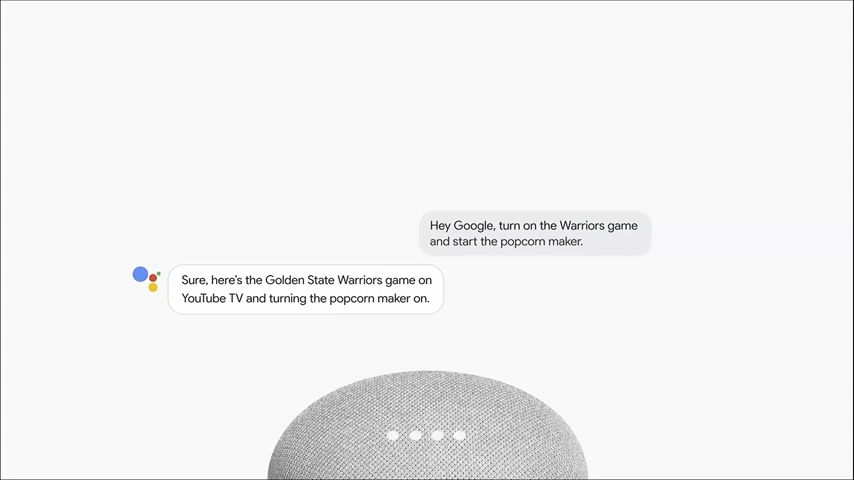 Hey Google, turn on the Warriors game
and start the popcorn maker.
Sure, here's the Golden State Warriors game on
YouTube TV and turning the popcorn maker on.